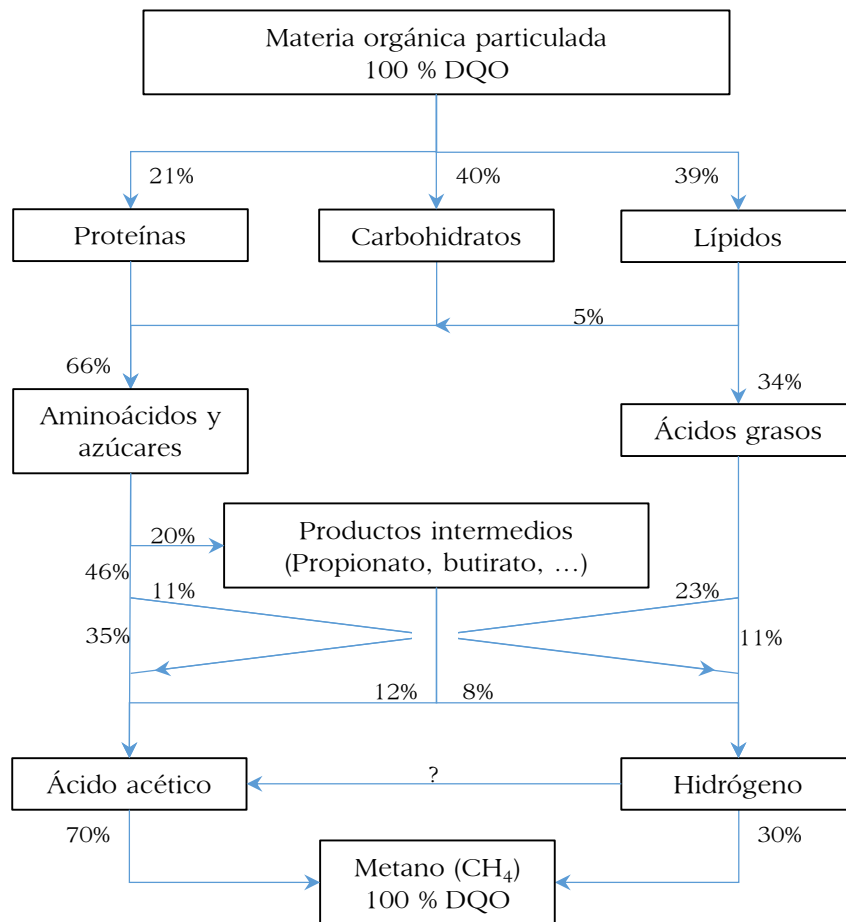 Materia orgánica particulada
100 % DQO
21%
40%
39%
Proteínas
Carbohidratos
Lípidos
5%
66%
34%
Aminoácidos y
azúcares
Ácidos grasos
20%
Productos intermedios
(Propionato, butirato, …)
46%
11%
23%
35%
11%
12%
8%
Ácido acético
?
Hidrógeno
70%
30%
Metano (CH₄)
100 % DQO